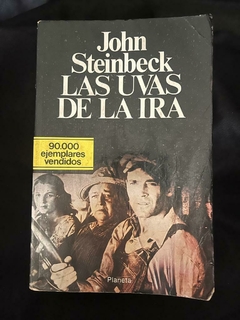 John
Steinbeck
LAS UVAS
DE LA IRA
90.000
ejemplares
vendidos
Planeta